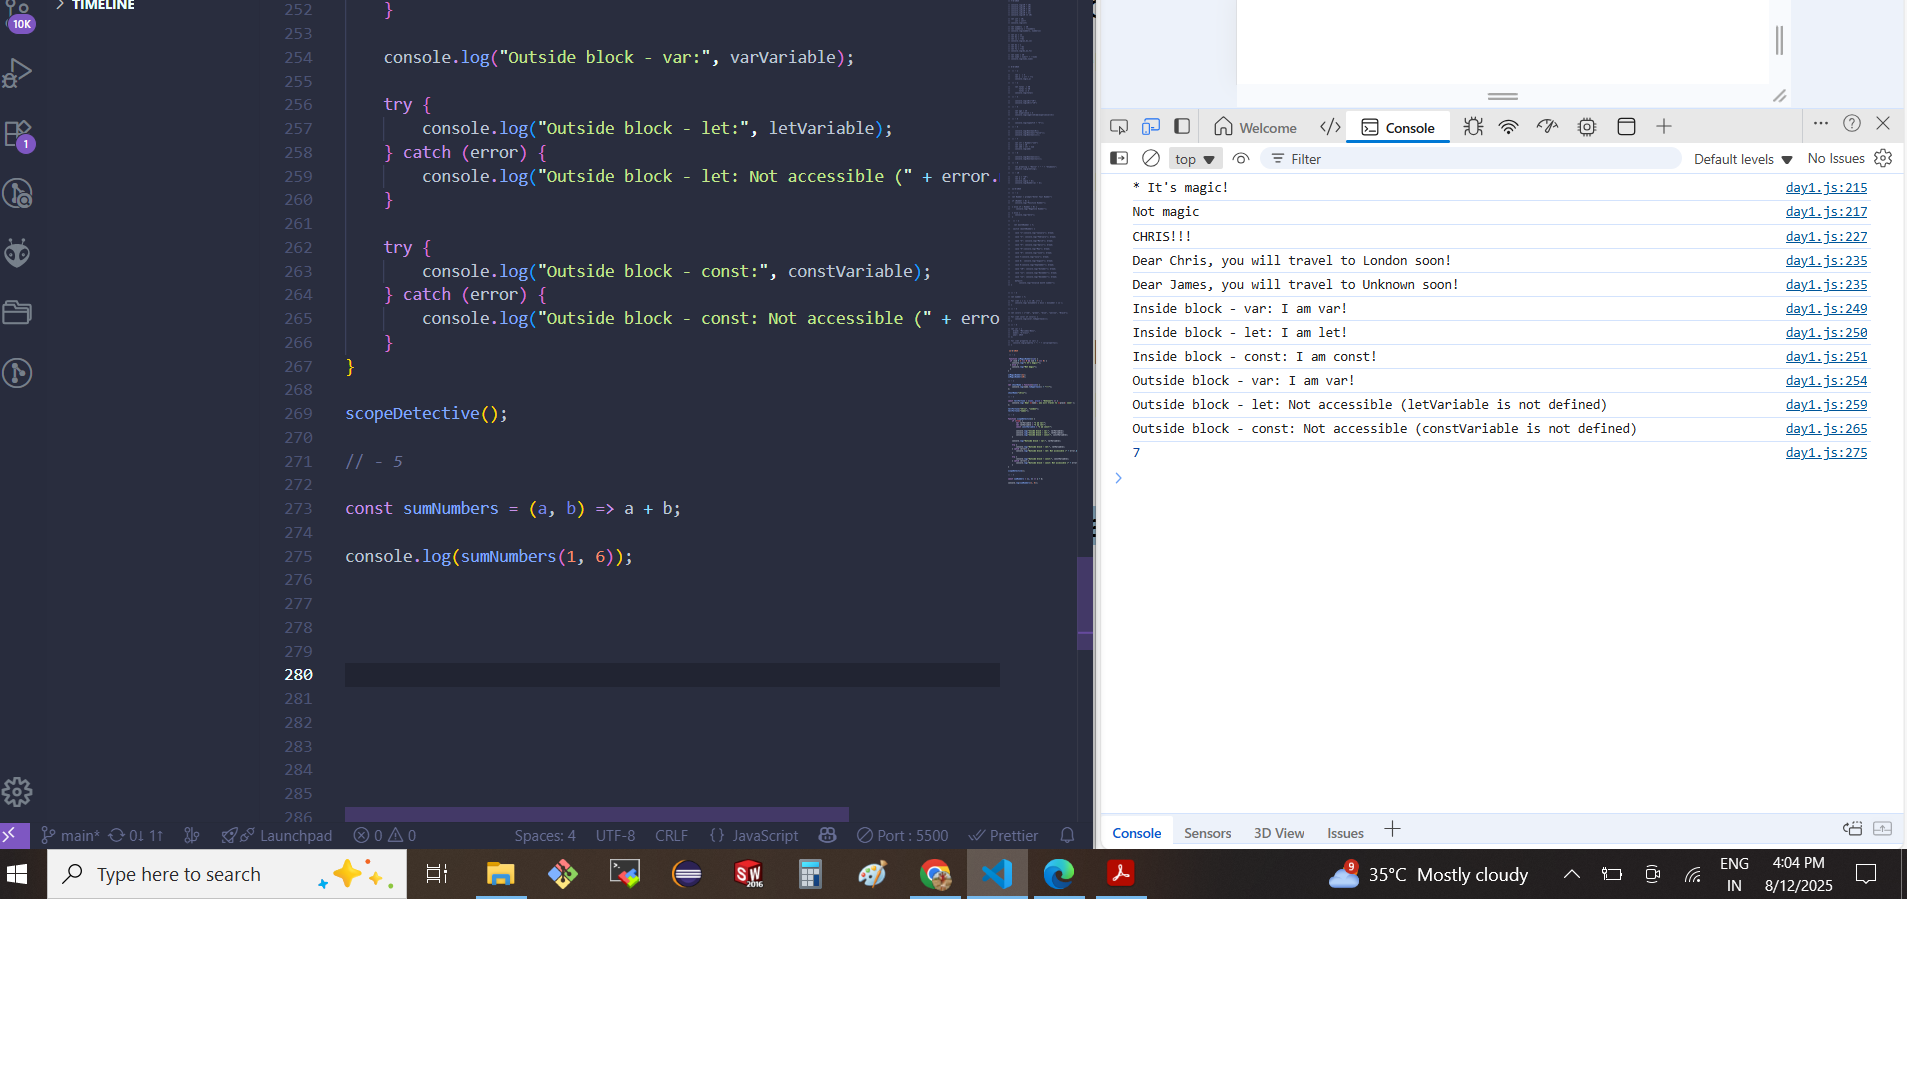 TIMELINE
10K
1
252 }
253
254 console.log("Outside block - var:", varVariable);
255
256 try {
257 console.log("Outside block - let:", letVariable);
258 } catch (error) {
259 console.log("Outside block - let: Not accessible (" + error.
260 }
261
262 try {
263 console.log("Outside block - const:", constVariable);
264 } catch (error) {
265 console.log("Outside block - const: Not accessible (" + erro
266 }
267 }
268
269 scopeDetective();
270
271 // - 5
272
273 const sumNumbers = (a, b) => a + b;
274
275 console.log(sumNumbers(1, 6));
276
277
278
279
280
281
282
283
284
285
286
main* 0↓ 1↑ Launchpad 0 0 Spaces: 4 UTF-8 CRLF {} JavaScript Port : 5500 Prettier
Welcome </> Console
top Filter Default levels No Issues
* It's magic! day1.js:215
Not magic day1.js:217
CHRIS!!! day1.js:227
Dear Chris, you will travel to London soon! day1.js:235
Dear James, you will travel to Unknown soon! day1.js:235
Inside block - var: I am var! day1.js:249
Inside block - let: I am let! day1.js:250
Inside block - const: I am const! day1.js:251
Outside block - var: I am var! day1.js:254
Outside block - let: Not accessible (letVariable is not defined) day1.js:259
Outside block - const: Not accessible (constVariable is not defined) day1.js:265
7 day1.js:275
Console Sensors 3D View Issues
Type here to search
SW
2016
9
35°C Mostly cloudy
ENG
IN
4:04 PM
8/12/2025